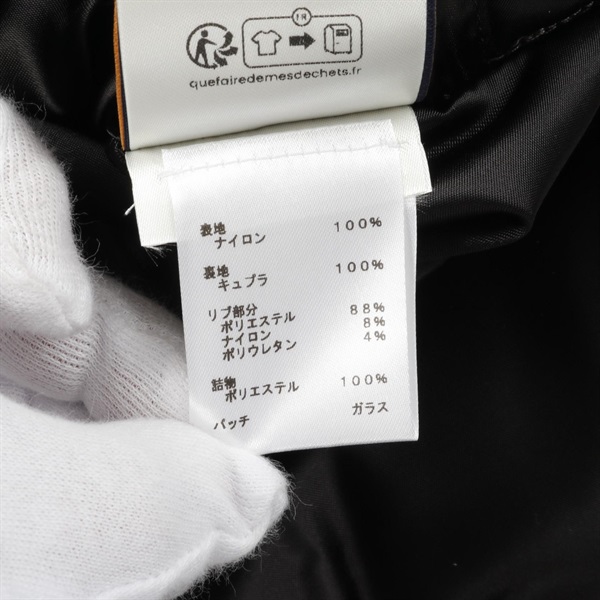 FR
quefairedemesdechets.fr
表地
ナイロン 100%
裏地
キュプラ 100%
リブ部分
ポリエステル 88%
ナイロン 8%
ポリウレタン 4%
詰物
ポリエステル 100%
パッチ ガラス